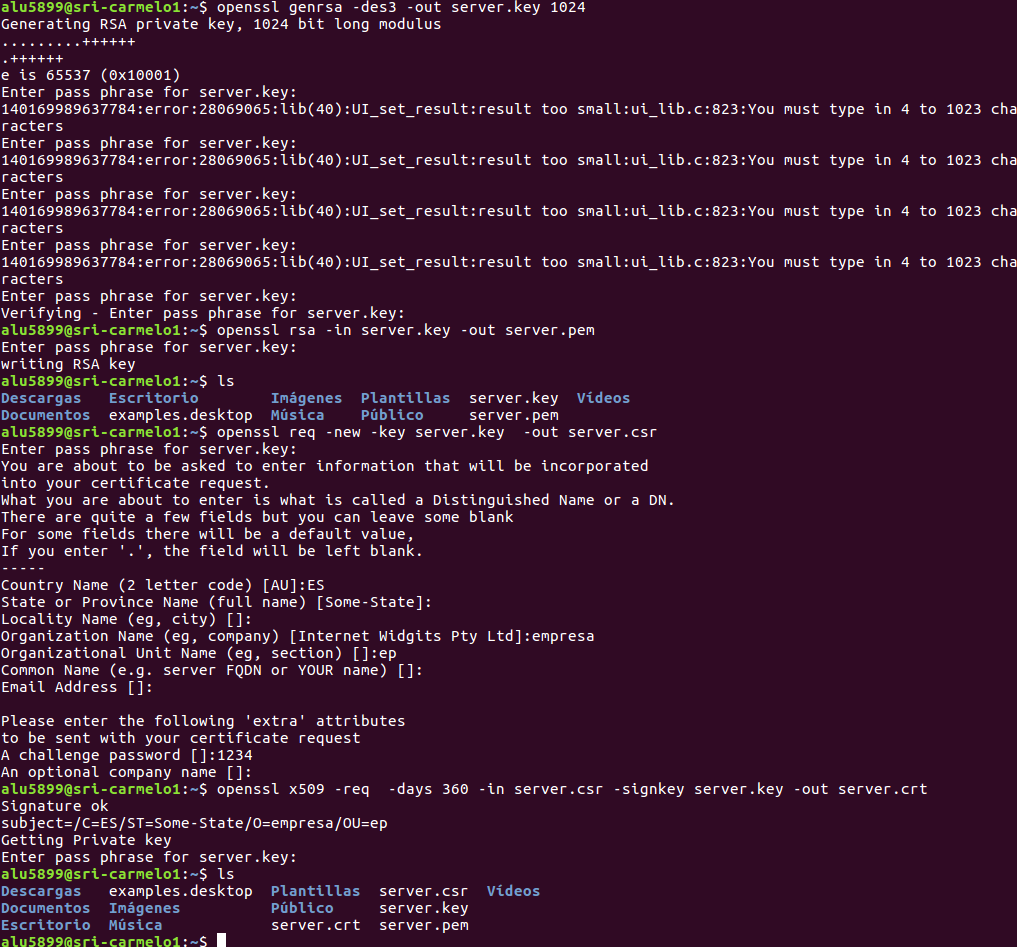 alu5899@sri-carmelo1:~$ openssl genrsa -des3 -out server.key 1024
Generating RSA private key, 1024 bit long modulus
.........++++++
.++++++
e is 65537 (0x10001)
Enter pass phrase for server.key:
140169989637784:error:28069065:lib(40):UI_set_result:result too small:ui_lib.c:823:You must type in 4 to 1023 cha
racters
Enter pass phrase for server.key:
140169989637784:error:28069065:lib(40):UI_set_result:result too small:ui_lib.c:823:You must type in 4 to 1023 cha
racters
Enter pass phrase for server.key:
140169989637784:error:28069065:lib(40):UI_set_result:result too small:ui_lib.c:823:You must type in 4 to 1023 cha
racters
Enter pass phrase for server.key:
140169989637784:error:28069065:lib(40):UI_set_result:result too small:ui_lib.c:823:You must type in 4 to 1023 cha
racters
Enter pass phrase for server.key:
Verifying - Enter pass phrase for server.key:
alu5899@sri-carmelo1:~$ openssl rsa -in server.key -out server.pem
Enter pass phrase for server.key:
writing RSA key
alu5899@sri-carmelo1:~$ ls
Descargas   Escritorio        Imágenes  Plantillas  server.key  Vídeos
Documentos  examples.desktop  Música    Público     server.pem
alu5899@sri-carmelo1:~$ openssl req -new -key server.key  -out server.csr
Enter pass phrase for server.key:
You are about to be asked to enter information that will be incorporated
into your certificate request.
What you are about to enter is what is called a Distinguished Name or a DN.
There are quite a few fields but you can leave some blank
For some fields there will be a default value,
If you enter '.', the field will be left blank.
-----
Country Name (2 letter code) [AU]:ES
State or Province Name (full name) [Some-State]:
Locality Name (eg, city) []:
Organization Name (eg, company) [Internet Widgits Pty Ltd]:empresa
Organizational Unit Name (eg, section) []:ep
Common Name (e.g. server FQDN or YOUR name) []:
Email Address []:

Please enter the following 'extra' attributes
to be sent with your certificate request
A challenge password []:1234
An optional company name []:
alu5899@sri-carmelo1:~$ openssl x509 -req  -days 360 -in server.csr -signkey server.key -out server.crt
Signature ok
subject=/C=ES/ST=Some-State/O=empresa/OU=ep
Getting Private key
Enter pass phrase for server.key:
alu5899@sri-carmelo1:~$ ls
Descargas   examples.desktop  Plantillas  server.csr  Vídeos
Documentos  Imágenes          Público     server.key
Escritorio  Música            server.crt  server.pem
alu5899@sri-carmelo1:~$